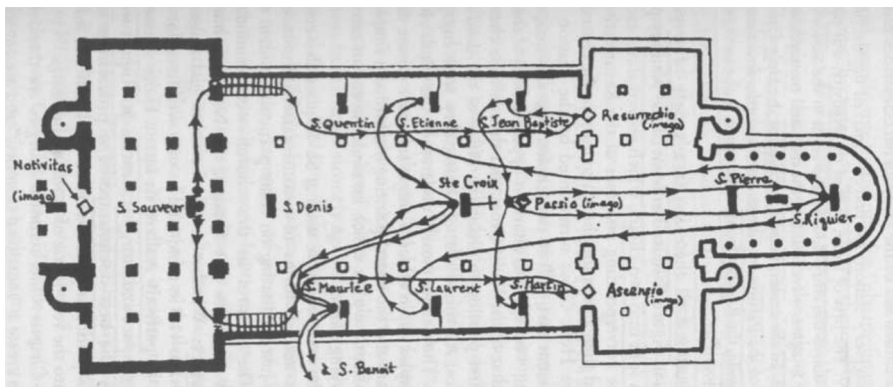 Nativitas
(imago)
S. Sauveur
S. Denis
S. Quentin
S. Etienne
S. Jean Baptiste
Resurrectio
(imago)
Ste Croix
Passio (imago)
S. Pierre
S. Riquier
S. Maurice
S. Laurent
S. Martin
Ascensio
(imago)
à S. Benoit